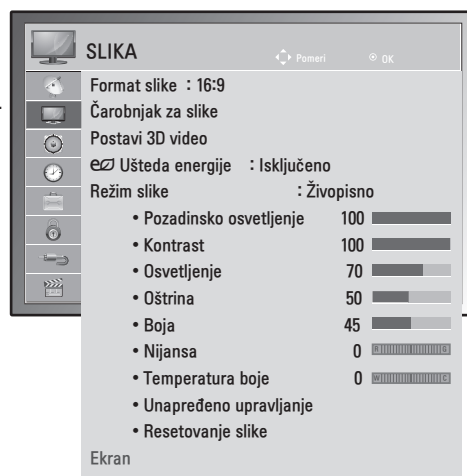 SLIKA Pomeri OK
Format slike : 16:9
Čarobnjak za slike
Postavi 3D video
Ušteda energije : Isključeno
Režim slike : Živopisno
• Pozadinsko osvetljenje 100
• Kontrast 100
• Osvetljenje 70
• Oštrina 50
• Boja 45
• Nijansa 0 R G
• Temperatura boje 0 W C
• Unapređeno upravljanje
• Resetovanje slike
Ekran